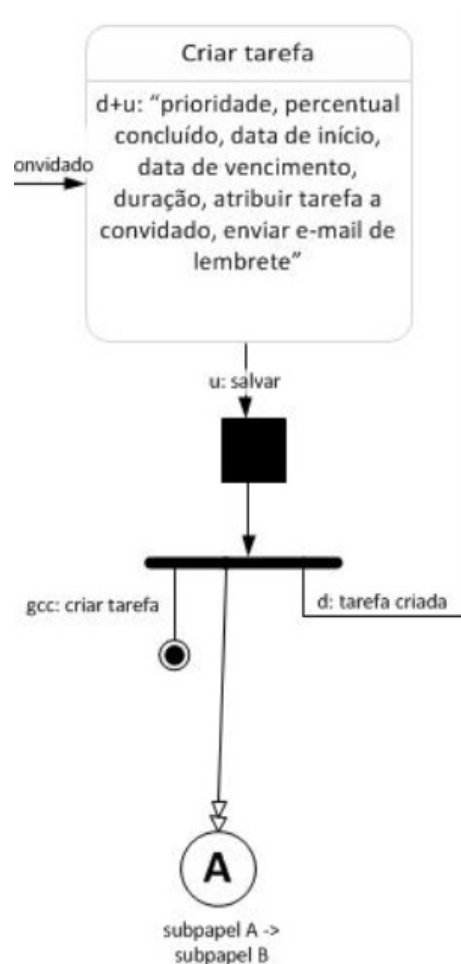 Criar tarefa
d+u: “prioridade, percentual
concluído, data de início,
data de vencimento,
duração, atribuir tarefa a
convidado, enviar e-mail de
lembrete”
onvidado
u: salvar
gcc: criar tarefa
d: tarefa criada
A
subpapel A ->
subpapel B